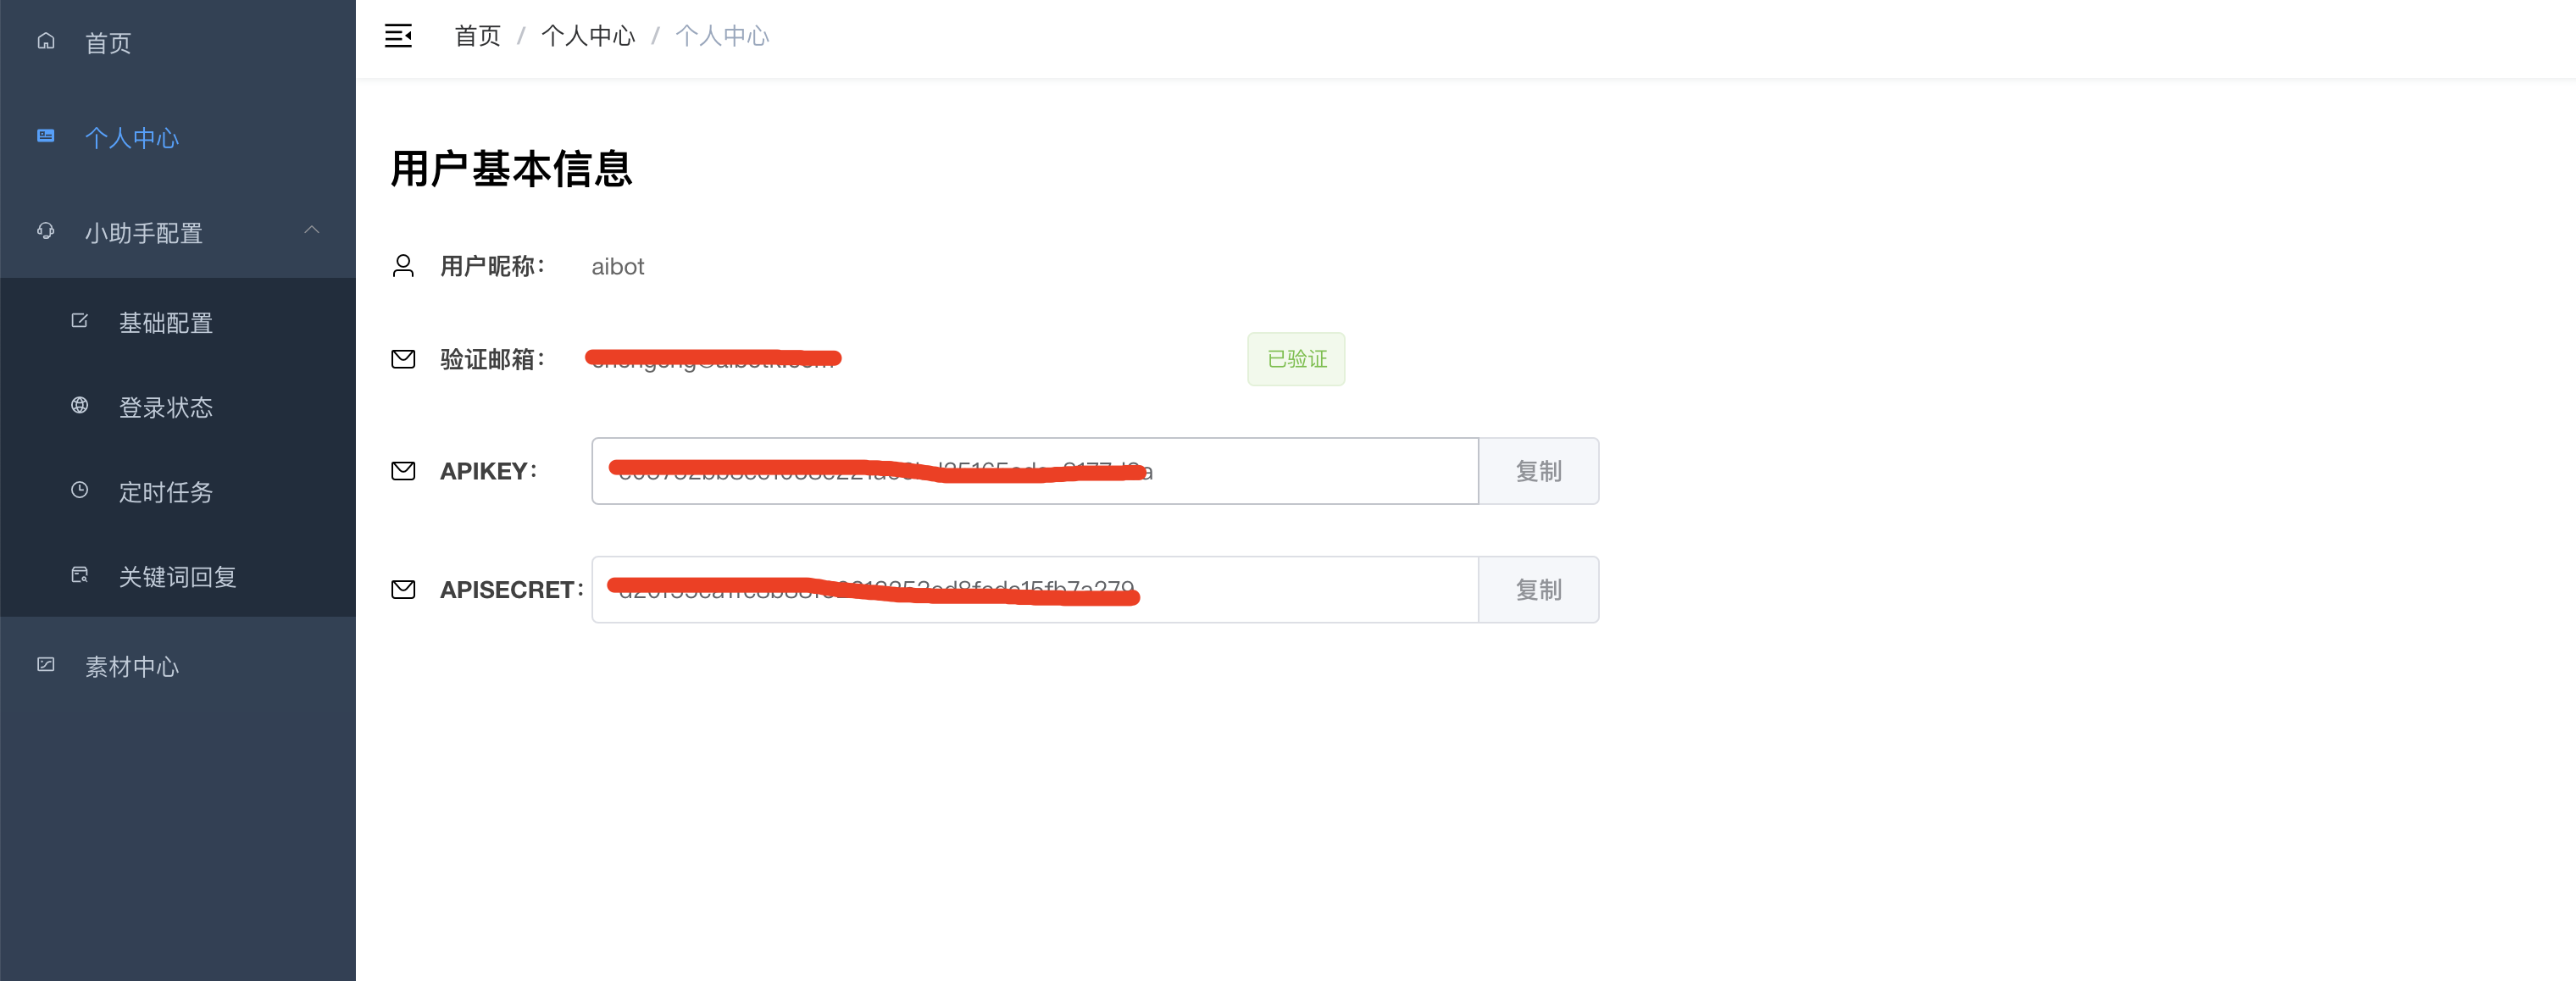 首页
个人中心
小助手配置
基础配置
登录状态
定时任务
关键词回复
素材中心
首页 / 个人中心 / 个人中心
用户基本信息
用户昵称： aibot
验证邮箱： 已验证
APIKEY： 复制
APISECRET： 复制